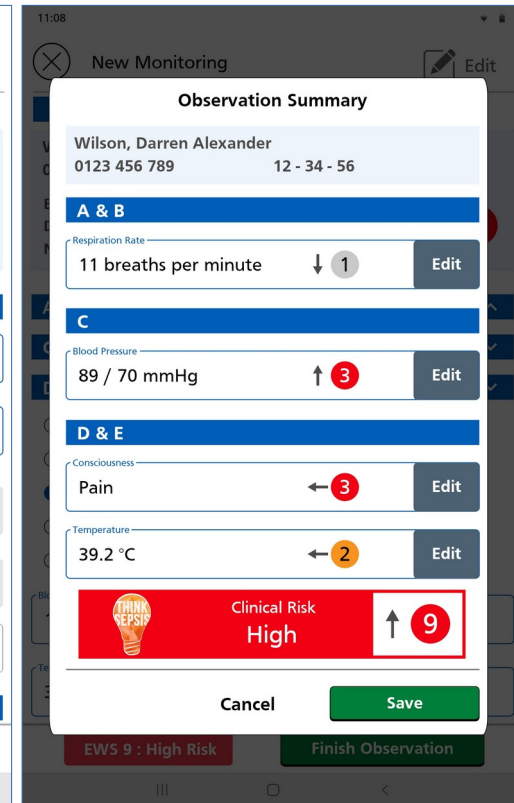 11:08
New Monitoring
Edit
Observation Summary
Wilson, Darren Alexander
0123 456 789 12 - 34 - 56
A & B
Respiration Rate
11 breaths per minute ↓ 1
Edit
C
Blood Pressure
89 / 70 mmHg ↑ 3
Edit
D & E
Consciousness
Pain ← 3
Edit
Temperature
39.2 °C ← 2
Edit
THINK
SEPSIS
Clinical Risk
High
↑ 9
Cancel
Save
EWS 9 : High Risk
Finish Observation